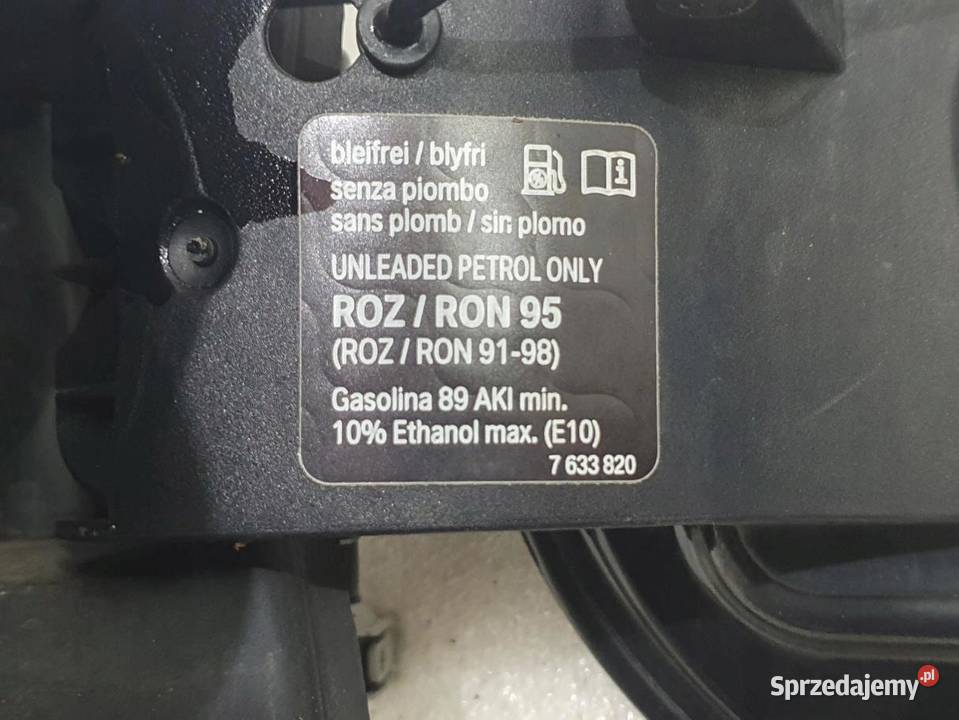 bleifrei / blyfri
senza piombo
sans plomb / sin plomo
UNLEADED PETROL ONLY
ROZ / RON 95
(ROZ / RON 91-98)
Gasolina 89 AKI min.
10% Ethanol max. (E10)
7 633 820
Sprzedajemy.pl